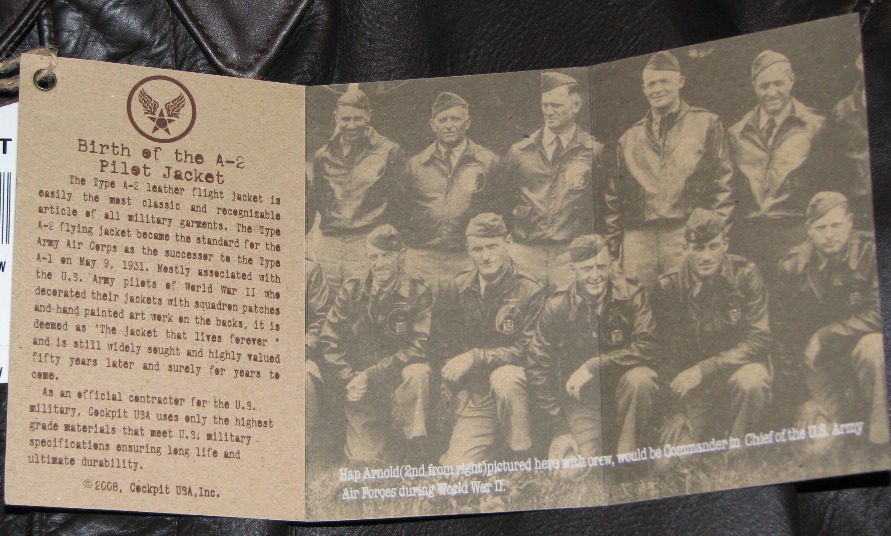 Birth of the A-2
Pilot Jacket
The Type A-2 leather flight jacket is
easily the most classic and recognizable
article of all military garments. The Type
A-2 flying jacket became the standard for the
Army Air Corps as the successor to the Type
A-1 on May 9, 1931. Mostly associated with
the U.S. Army pilots of World War II who
decorated their jackets with squadron patches
and hand painted art work on the backs, it is
deemed as "The jacket that lives forever "
and is still widely sought and highly valued
fifty years later and surely for years to
come.
As an official contractor for the U.S.
military, Cockpit USA uses only the highest
grade materials that meet U.S. military
specifications ensuring long life and
ultimate durability.
©2008, Cockpit USA,Inc.
Hap Arnold(2nd from right)pictured here with crew, would be Commander in Chief of the U.S. Army
Air Forces during World War II.
T
W